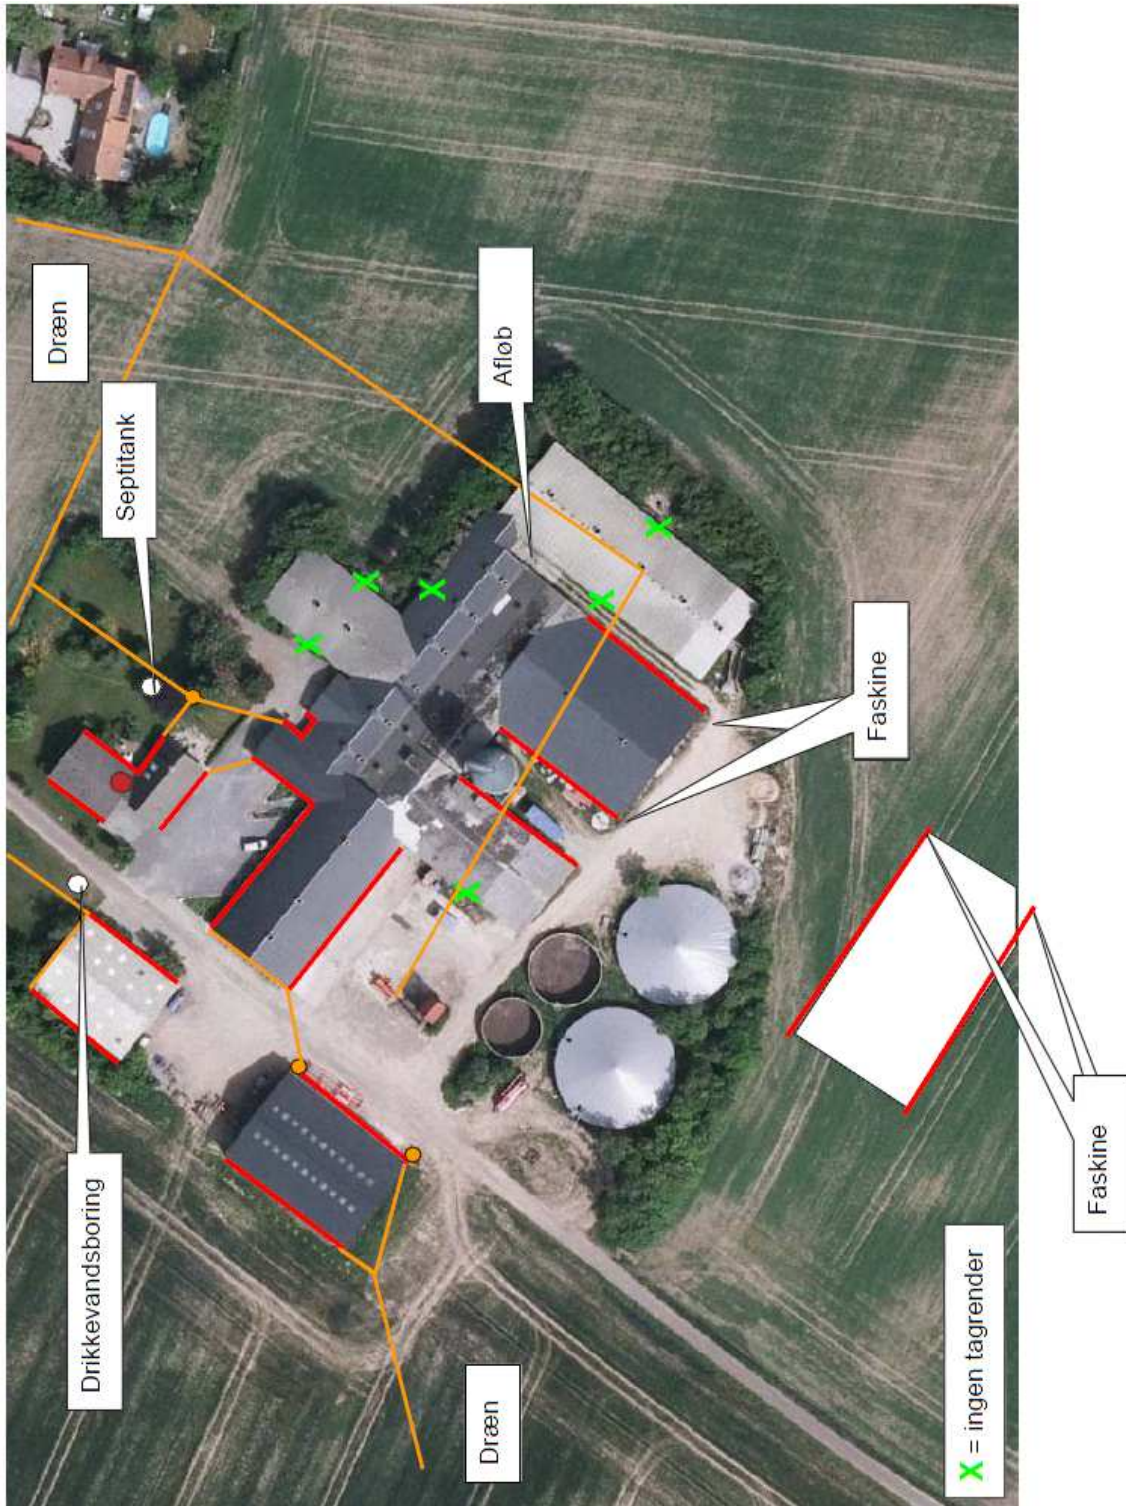 Drikkevandsboring
Septitank
Dræn
Dræn
Afløb
Faskine
X = ingen tagrender
Faskine